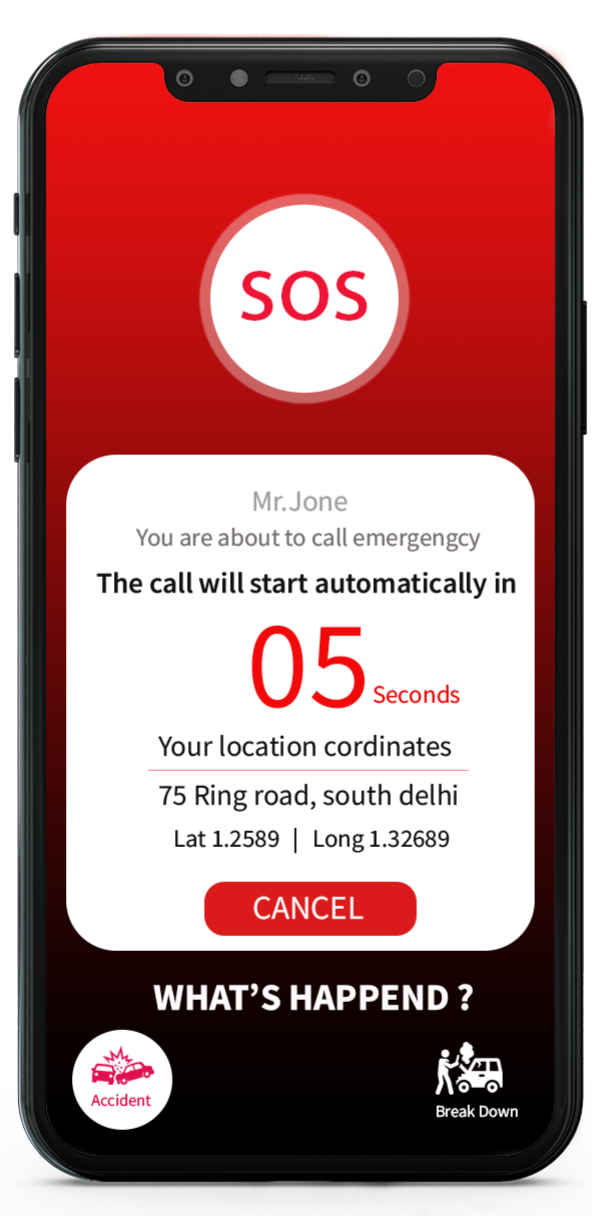 SOS
Mr.Jone
You are about to call emergengcy
The call will start automatically in
05 Seconds
Your location cordinates
75 Ring road, south delhi
Lat 1.2589 | Long 1.32689
CANCEL
WHAT'S HAPPEND ?
Accident
Break Down